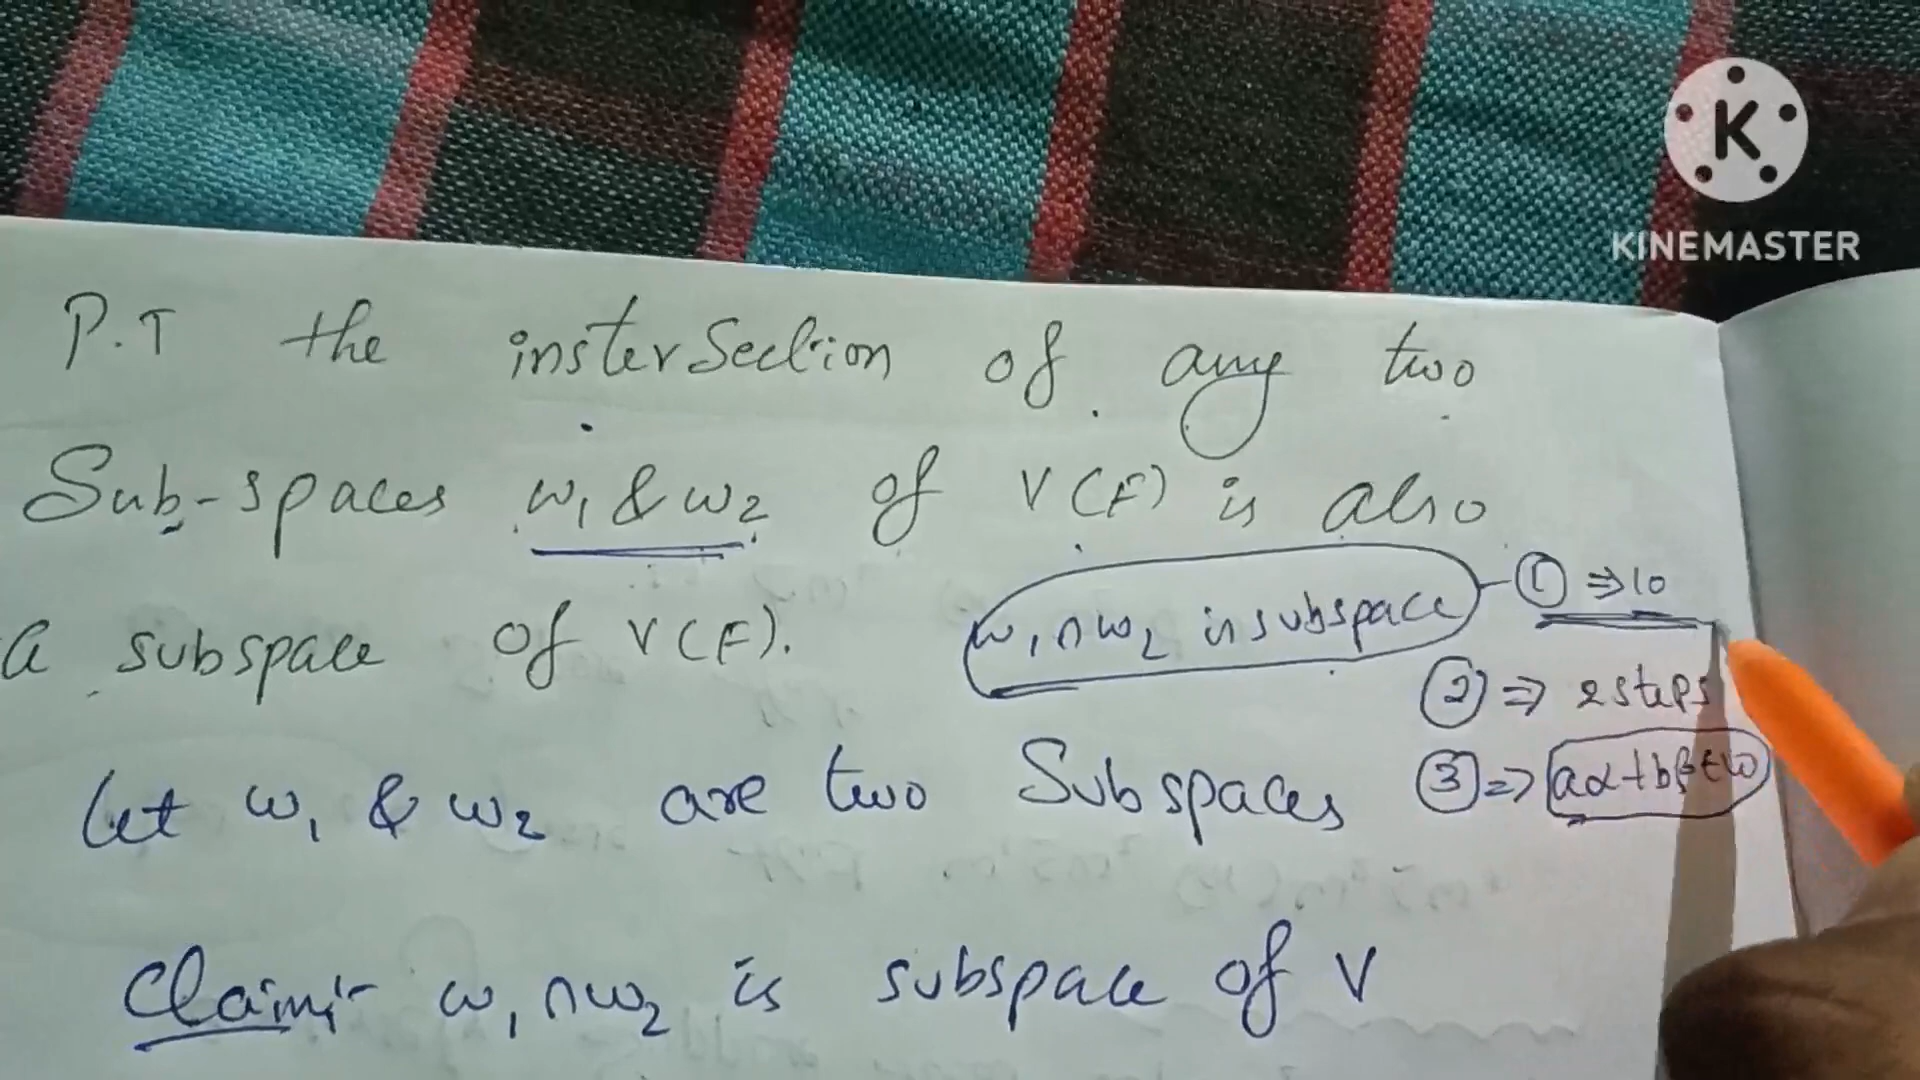 K
KINEMASTER
P.T the instersection of any two
Sub-spaces w₁ & w₂ of V(F) is also
a subspace of V(F).
w₁∩w₂ is subspace - ① ⇒ 10
② ⇒ 2 steps
③ ⇒ aα+bβ∈W
Let w₁ & w₂ are two Subspaces
Claim:- w₁∩w₂ is subspace of V